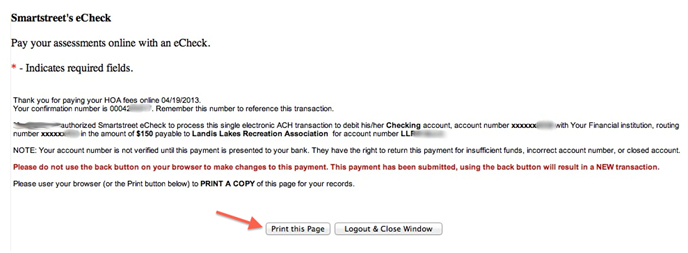 Smartstreet's eCheck
Pay your assessments online with an eCheck.
* - Indicates required fields.
Thank you for paying your HOA fees online 04/19/2013.
Your confirmation number is 00042. Remember this number to reference this transaction.
authorized Smartstreet eCheck to process this single electronic ACH transaction to debit his/her Checking account, account number xxxxxx with Your Financial institution, routing
number xxxxxx in the amount of $150 payable to Landis Lakes Recreation Association for account number LLR
NOTE: Your account number is not verified until this payment is presented to your bank. They have the right to return this payment for insufficient funds, incorrect account number, or closed account.
Please do not use the back button on your browser to make changes to this payment. This payment has been submitted, using the back button will result in a NEW transaction.
Please user your browser (or the Print button below) to PRINT A COPY of this page for your records.
Print this Page Logout & Close Window